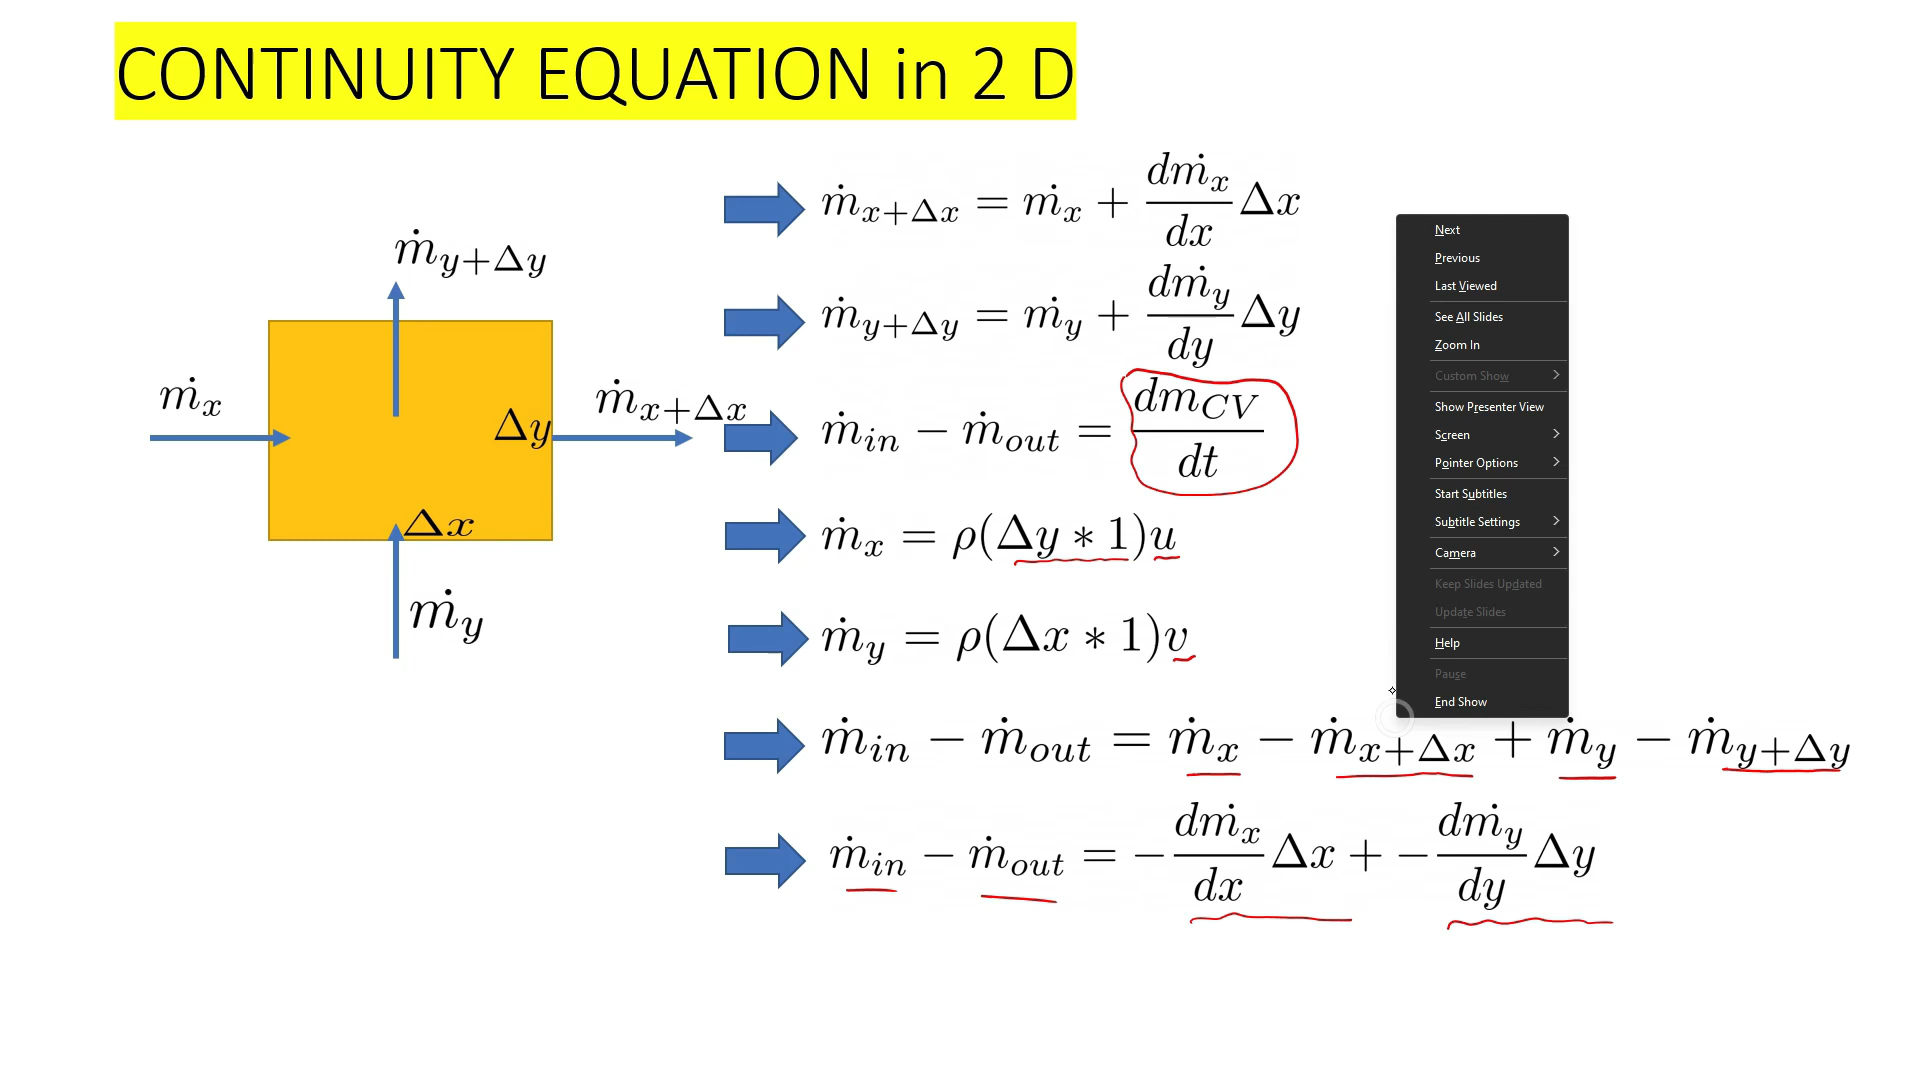 CONTINUITY EQUATION in 2 D
ṁ_{y+Δy}
ṁ_x
ṁ_{x+Δx}
Δy
Δx
ṁ_y
ṁ_{x+Δx} = ṁ_x + dṁ_x/dx Δx
ṁ_{y+Δy} = ṁ_y + dṁ_y/dy Δy
ṁ_{in} − ṁ_{out} = dm_{CV}/dt
ṁ_x = ρ(Δy ∗ 1)u
ṁ_y = ρ(Δx ∗ 1)v
ṁ_{in} − ṁ_{out} = ṁ_x − ṁ_{x+Δx} + ṁ_y − ṁ_{y+Δy}
ṁ_{in} − ṁ_{out} = − dṁ_x/dx Δx + − dṁ_y/dy Δy
Next
Previous
Last Viewed
See All Slides
Zoom In
Custom Show
Show Presenter View
Screen
Pointer Options
Start Subtitles
Subtitle Settings
Camera
Keep Slides Updated
Update Slides
Help
Pause
End Show